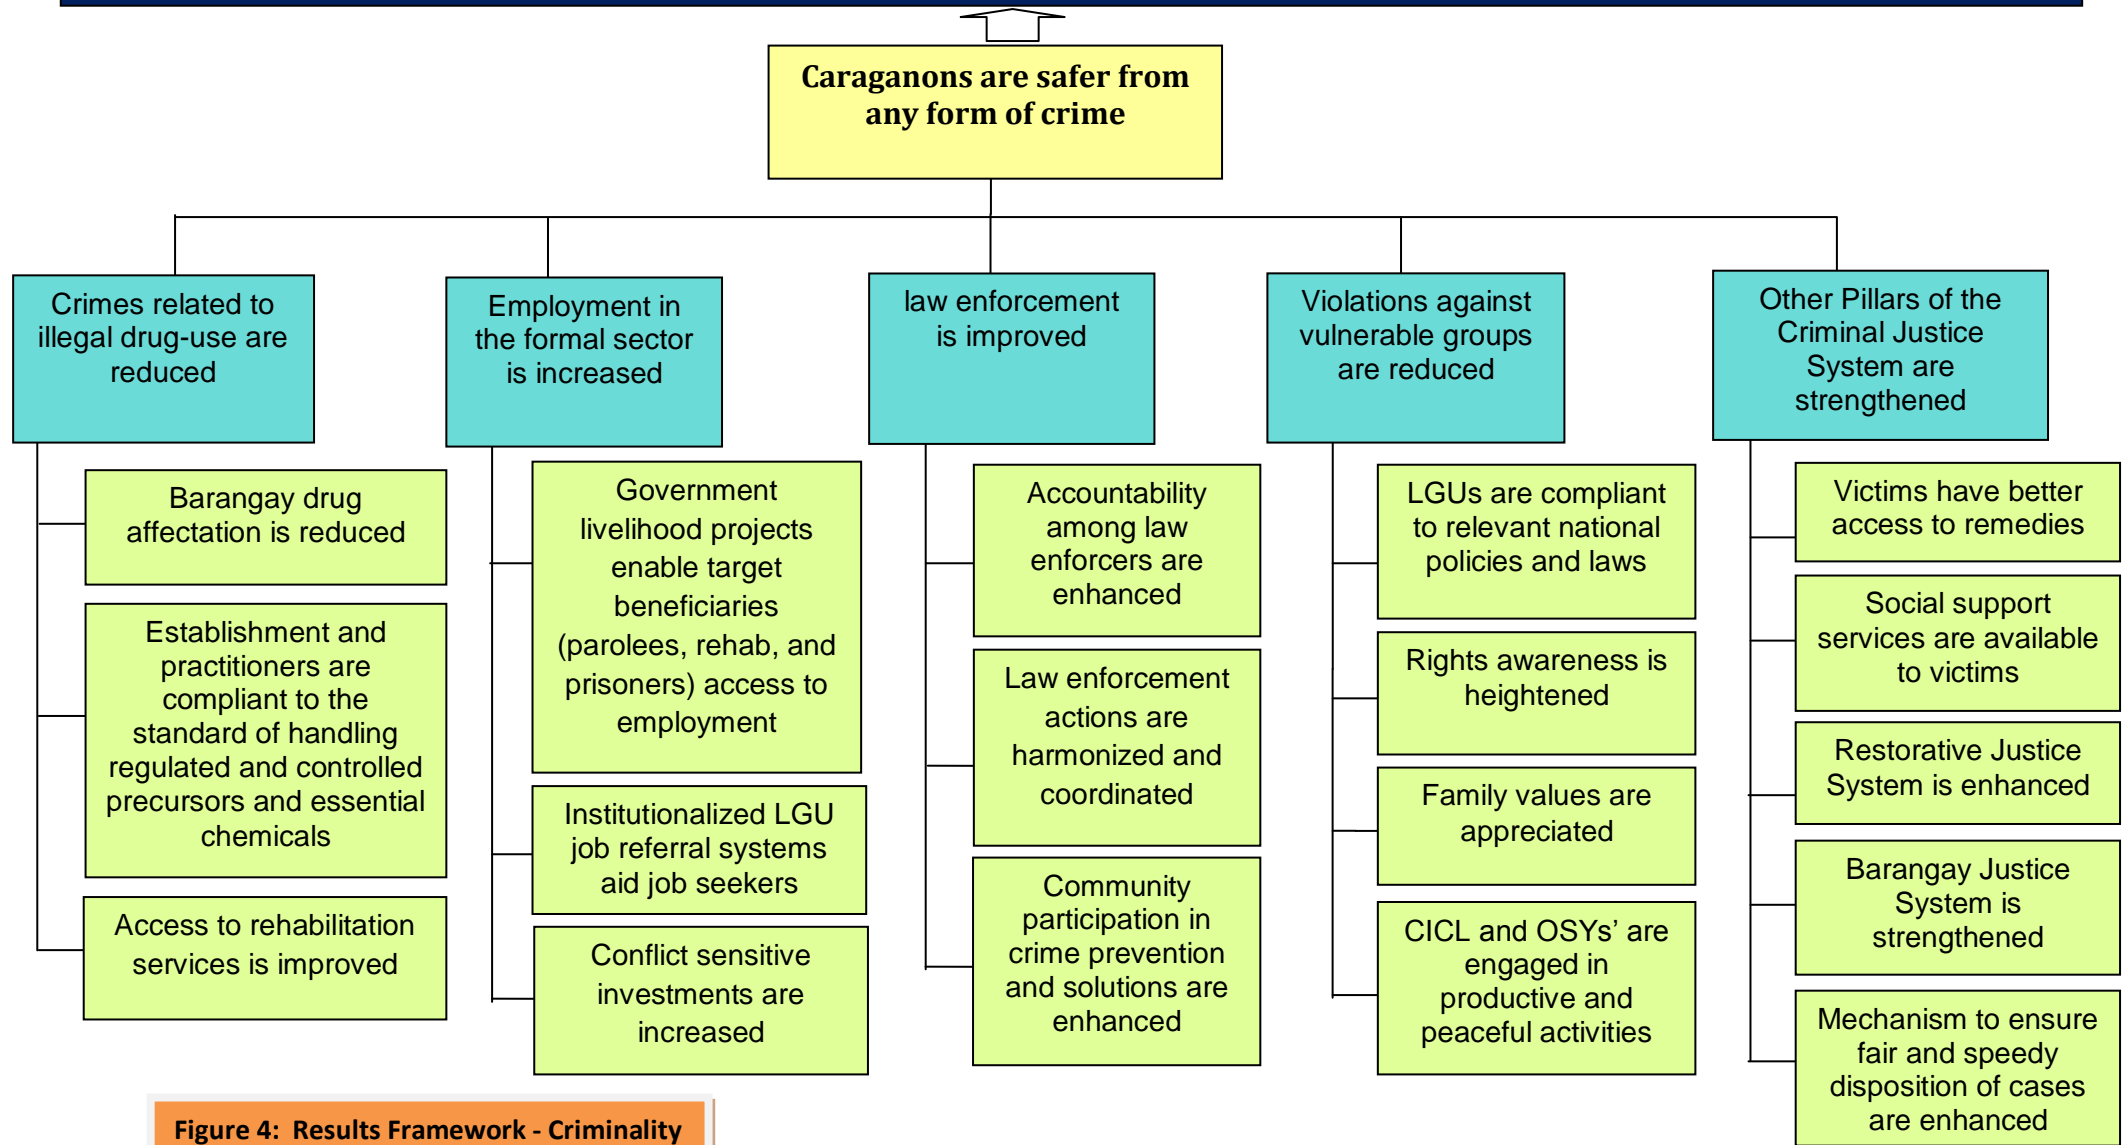 Caraganons are safer from
any form of crime
Crimes related to
illegal drug-use are
reduced
Employment in
the formal sector
is increased
law enforcement
is improved
Violations against
vulnerable groups
are reduced
Other Pillars of the
Criminal Justice
System are
strengthened
Barangay drug
affectation is reduced
Establishment and
practitioners are
compliant to the
standard of handling
regulated and controlled
precursors and essential
chemicals
Access to rehabilitation
services is improved
Government
livelihood projects
enable target
beneficiaries
(parolees, rehab, and
prisoners) access to
employment
Institutionalized LGU
job referral systems
aid job seekers
Conflict sensitive
investments are
increased
Accountability
among law
enforcers are
enhanced
Law enforcement
actions are
harmonized and
coordinated
Community
participation in
crime prevention
and solutions are
enhanced
LGUs are compliant
to relevant national
policies and laws
Rights awareness is
heightened
Family values are
appreciated
CICL and OSYs’ are
engaged in
productive and
peaceful activities
Victims have better
access to remedies
Social support
services are available
to victims
Restorative Justice
System is enhanced
Barangay Justice
System is
strengthened
Mechanism to ensure
fair and speedy
disposition of cases
are enhanced
Figure 4: Results Framework - Criminality